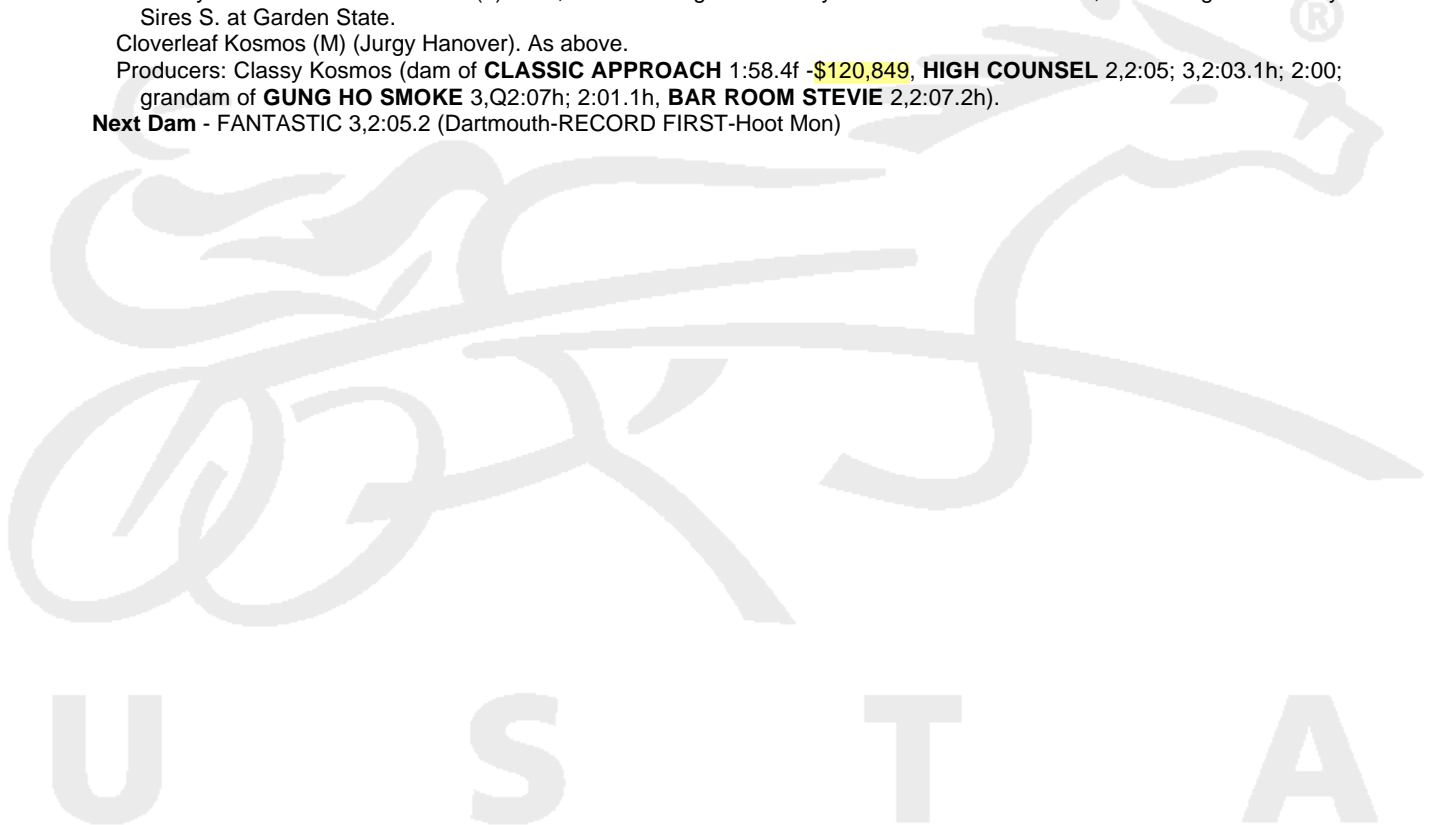 Sires S. at Garden State.
Cloverleaf Kosmos (M) (Jurgy Hanover). As above.
Producers: Classy Kosmos (dam of CLASSIC APPROACH 1:58.4f -$120,849, HIGH COUNSEL 2,2:05; 3,2:03.1h; 2:00;
grandam of GUNG HO SMOKE 3,Q2:07h; 2:01.1h, BAR ROOM STEVIE 2,2:07.2h).
Next Dam - FANTASTIC 3,2:05.2 (Dartmouth-RECORD FIRST-Hoot Mon)
®
U S T A